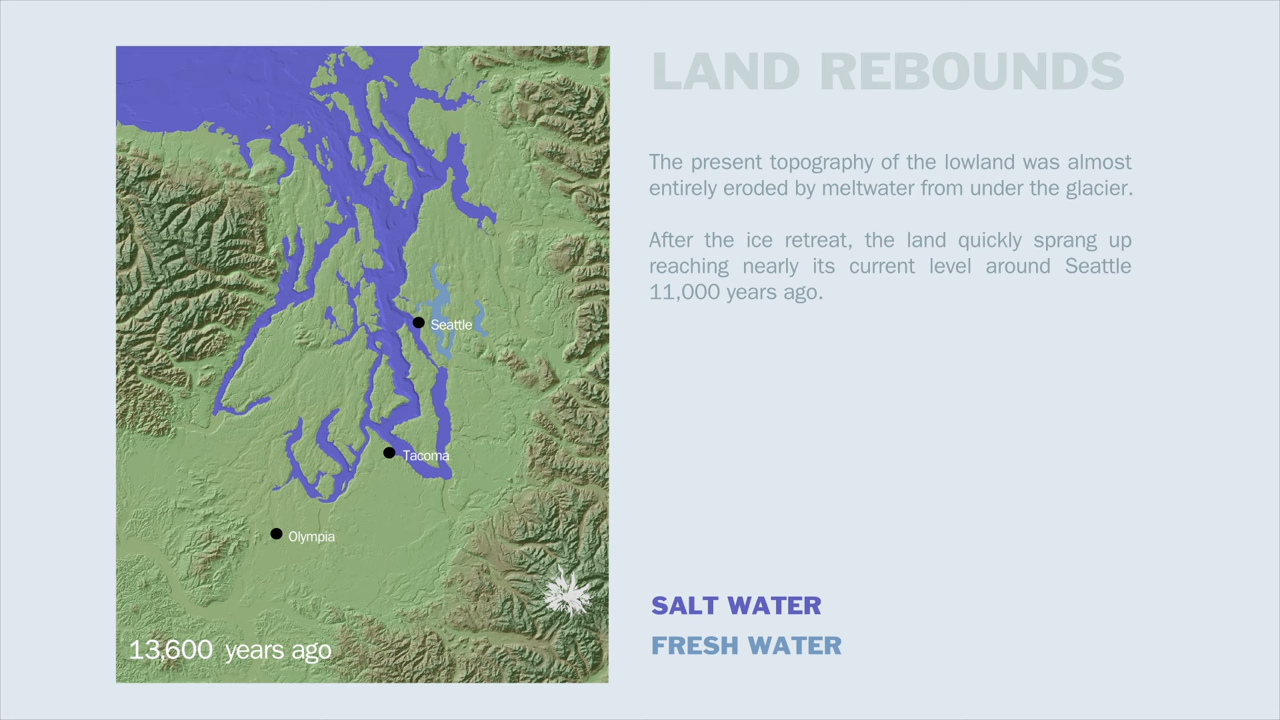 LAND REBOUNDS
The present topography of the lowland was almost
entirely eroded by meltwater from under the glacier.
After the ice retreat, the land quickly sprang up
reaching nearly its current level around Seattle
11,000 years ago.
Seattle
Tacoma
Olympia
13,600 years ago
SALT WATER
FRESH WATER